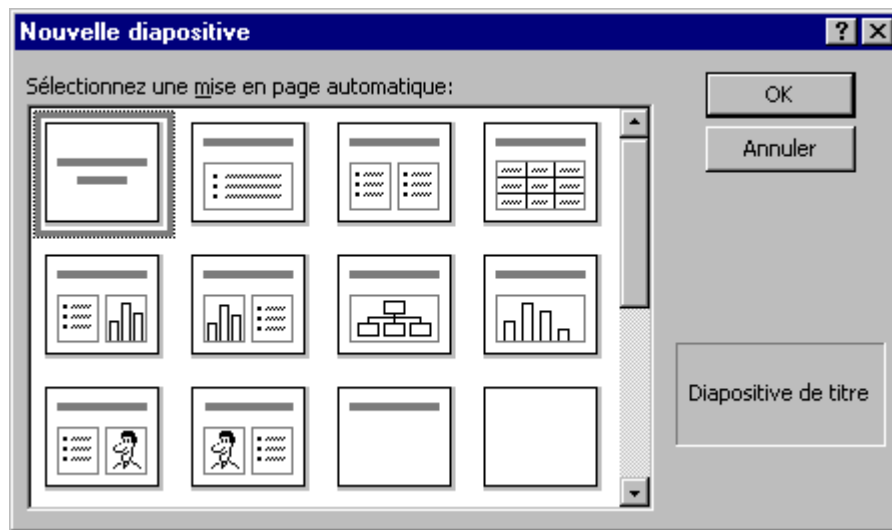 Nouvelle diapositive
Sélectionnez une mise en page automatique:
OK
Annuler
Diapositive de titre